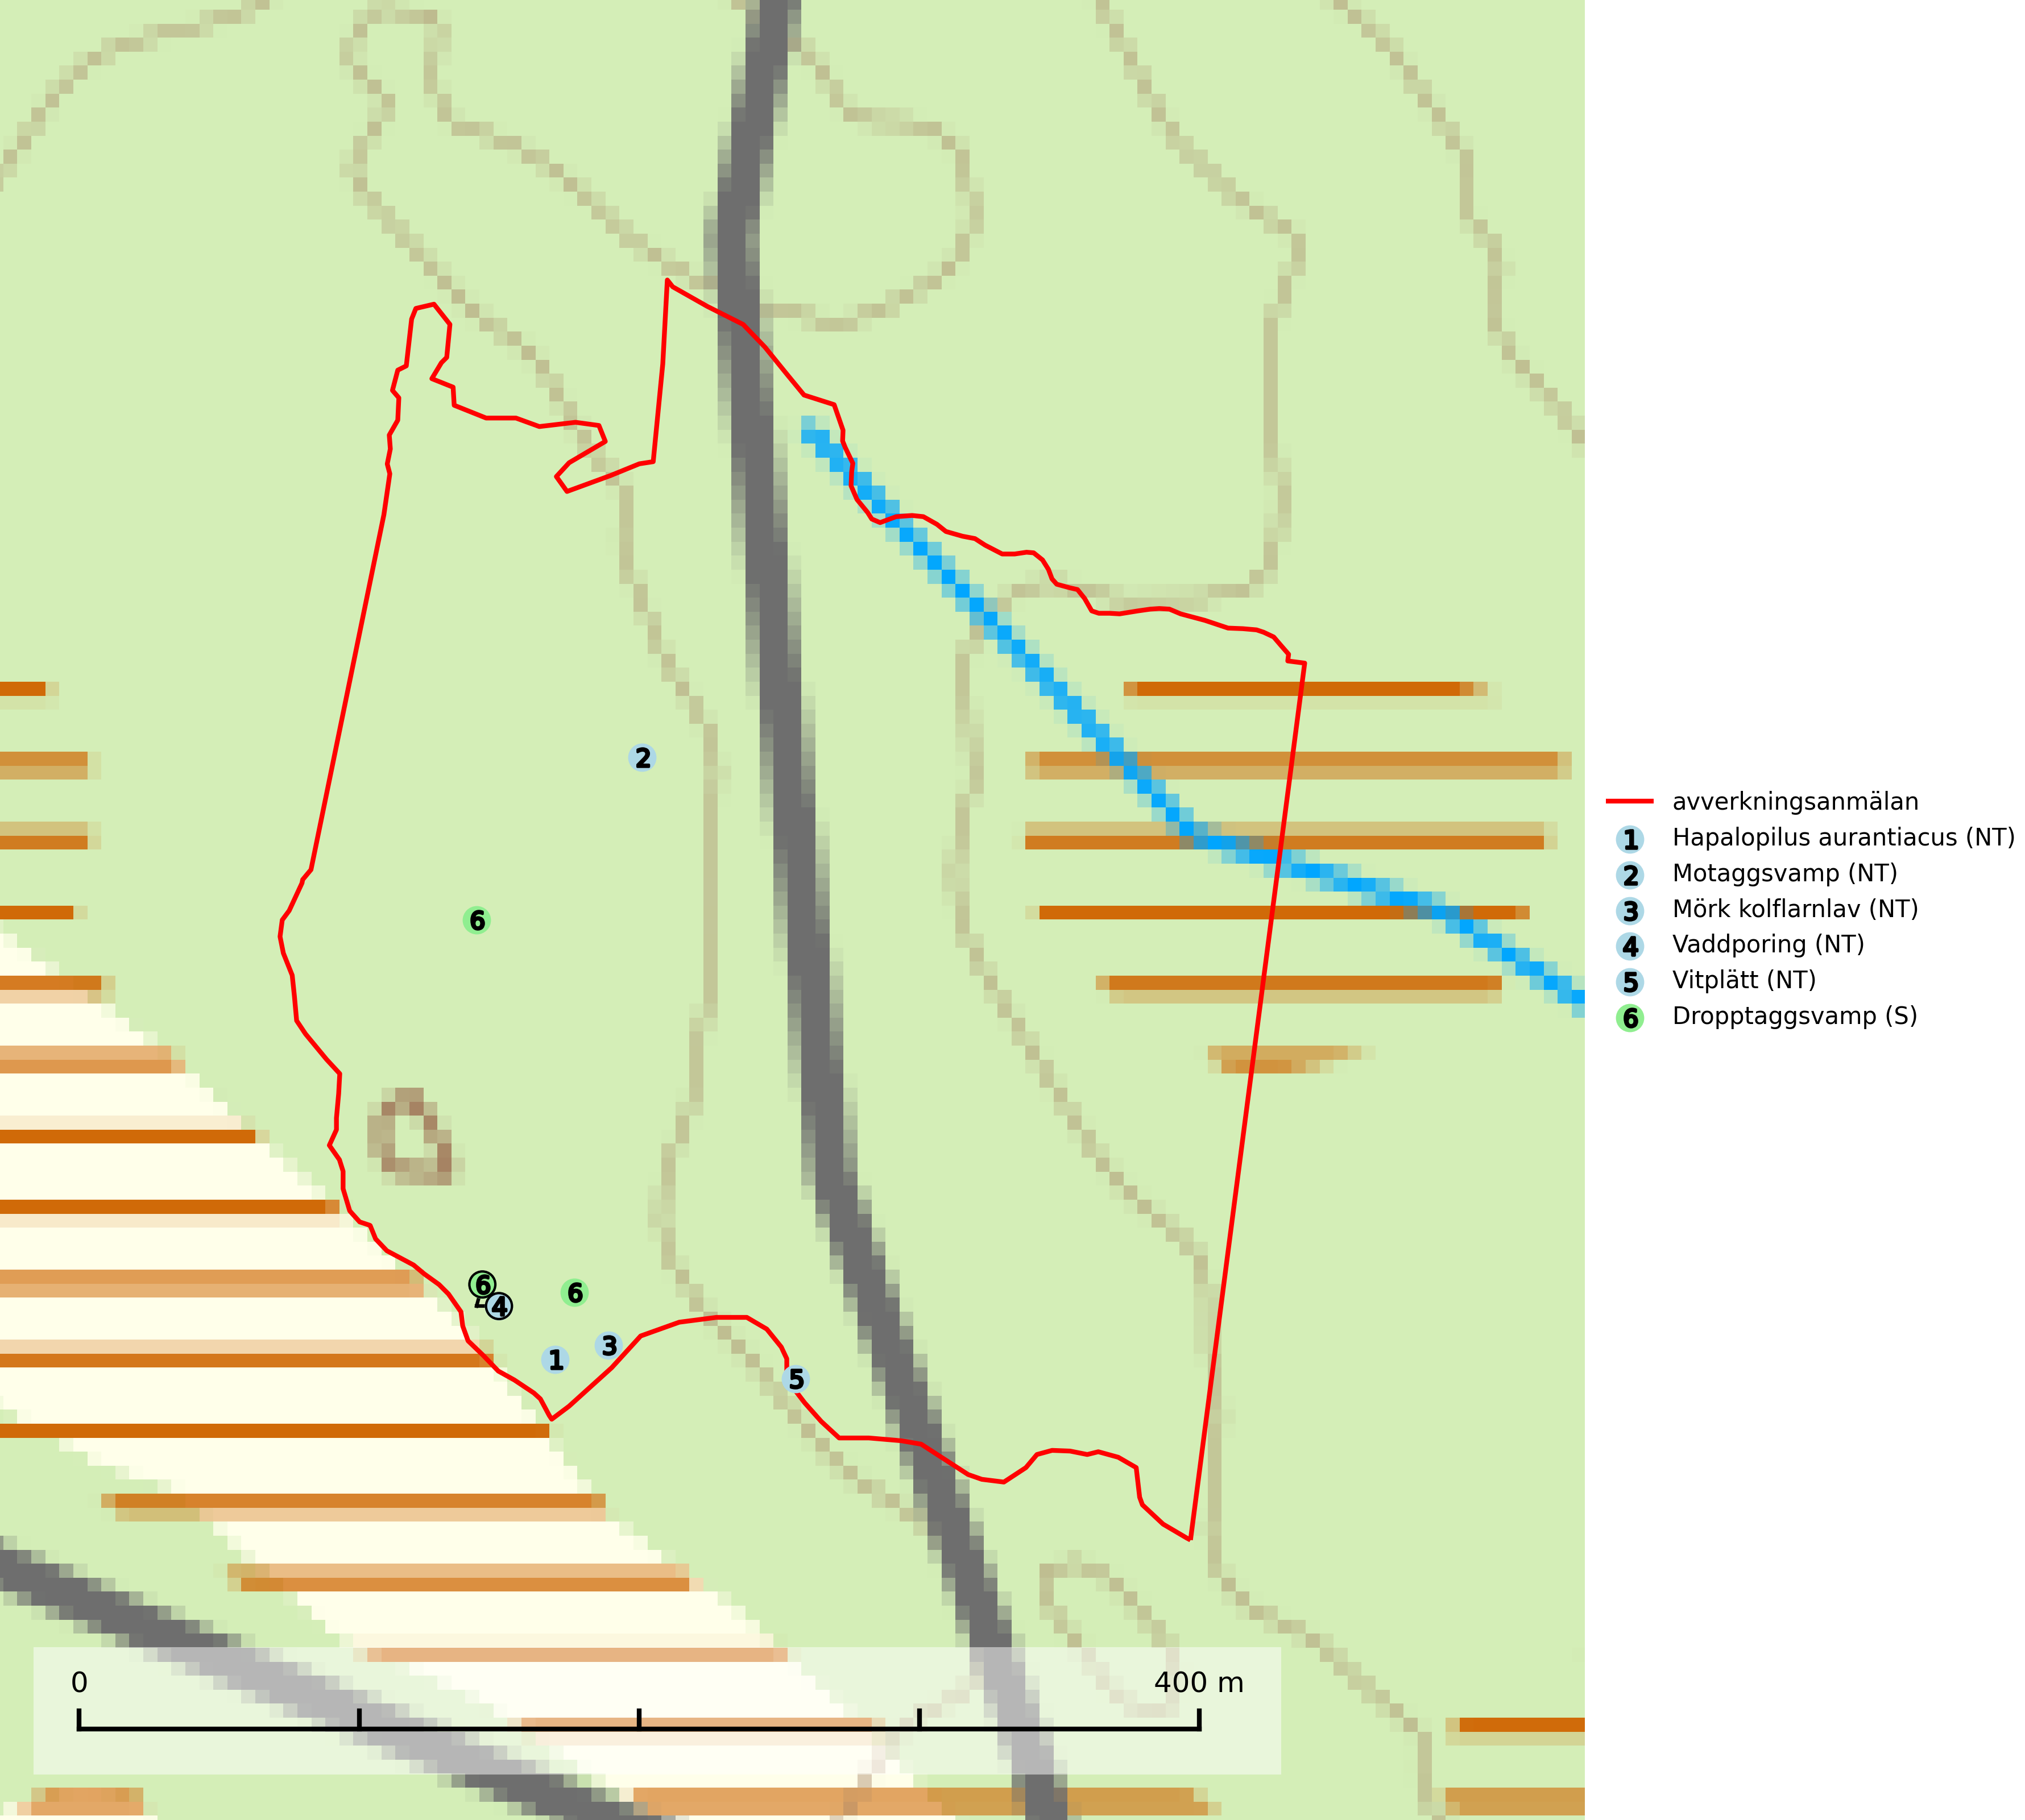 2
6
6
4
6
3
1
5
avverkningsanmälan
1 Hapalopilus aurantiacus (NT)
2 Motaggsvamp (NT)
3 Mörk kolflarnlav (NT)
4 Vaddporing (NT)
5 Vitplätt (NT)
6 Dropptaggsvamp (S)
0 400 m